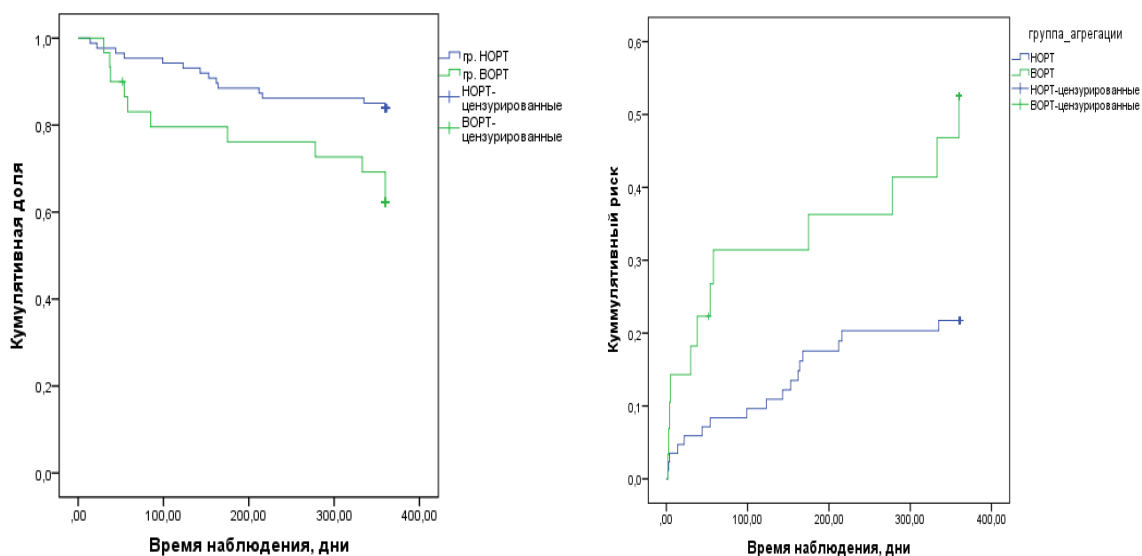 1,0
0,8
0,6
0,4
0,2
0,0
Кумулятивная доля
,00
100,00
200,00
300,00
400,00
Время наблюдения, дни
гр. НОРТ
гр. ВОРТ
НОРТ-
цензурированные
ВОРТ-
цензурированные
0,6
0,5
0,4
0,3
0,2
0,1
0,0
Куммулятивный риск
,00
100,00
200,00
300,00
400,00
Время наблюдения, дни
группа_агрегации
НОРТ
ВОРТ
НОРТ-цензурированные
ВОРТ-цензурированные